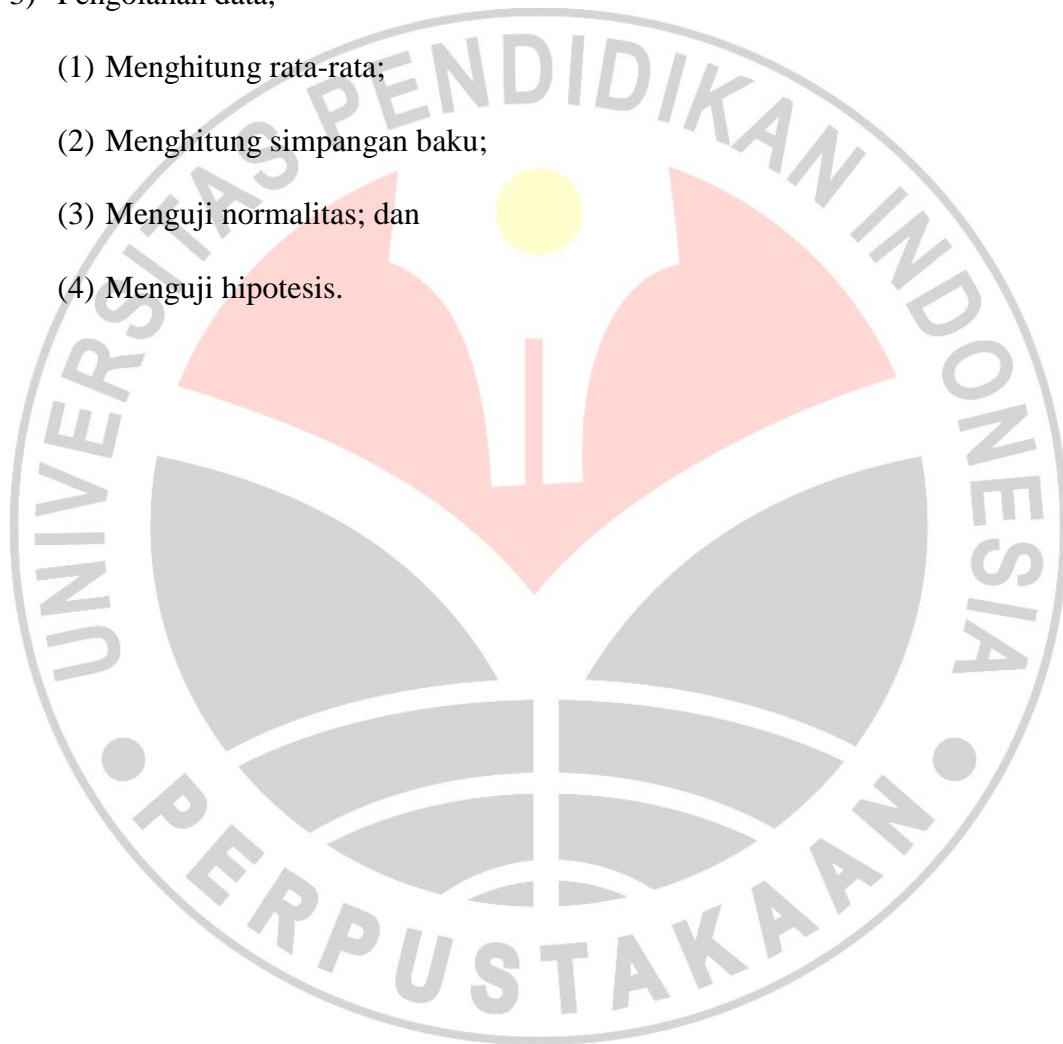 Pengolahan data;
(1) Menghitung rata-rata;
(2) Menghitung simpangan baku;
(3) Menguji normalitas; dan
(4) Menguji hipotesis.
UNIVERSITAS PENDIDIKAN INDONESIA
PERPUSTAKAAN